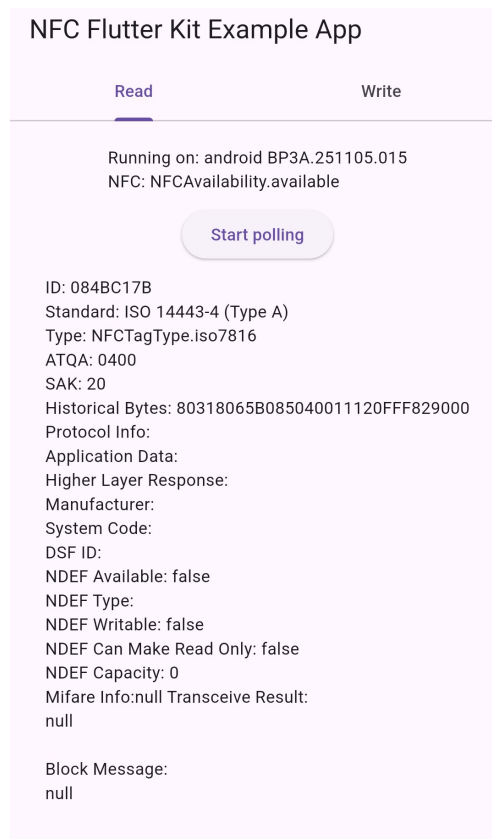 NFC Flutter Kit Example App
Read
Write
Running on: android BP3A.251105.015
NFC: NFCAvailability.available
Start polling
ID: 084BC17B
Standard: ISO 14443-4 (Type A)
Type: NFCTagType.iso7816
ATQA: 0400
SAK: 20
Historical Bytes: 80318065B085040011120FFF829000
Protocol Info:
Application Data:
Higher Layer Response:
Manufacturer:
System Code:
DSF ID:
NDEF Available: false
NDEF Type:
NDEF Writable: false
NDEF Can Make Read Only: false
NDEF Capacity: 0
Mifare Info:null Transceive Result:
null
Block Message:
null